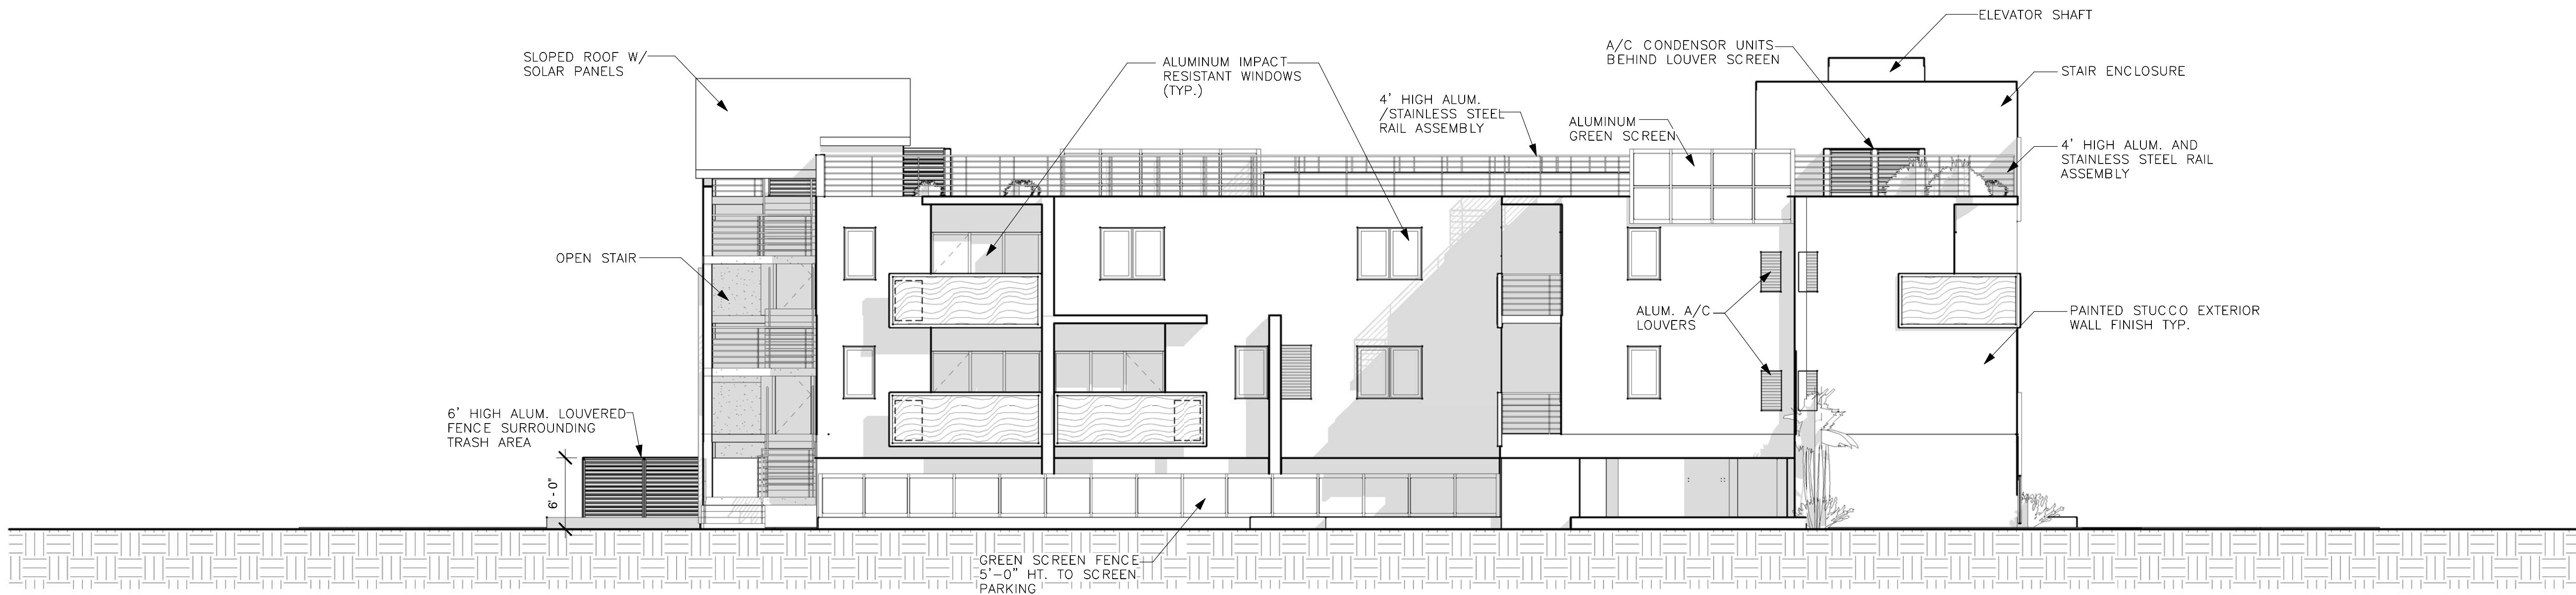 ELEVATOR SHAFT
A/C CONDENSOR UNITS
BEHIND LOUVER SCREEN
SLOPED ROOF W/
SOLAR PANELS
ALUMINUM IMPACT
RESISTANT WINDOWS
(TYP.)
STAIR ENCLOSURE
4' HIGH ALUM.
/STAINLESS STEEL
RAIL ASSEMBLY
ALUMINUM
GREEN SCREEN
4' HIGH ALUM. AND
STAINLESS STEEL RAIL
ASSEMBLY
OPEN STAIR
ALUM. A/C
LOUVERS
PAINTED STUCCO EXTERIOR
WALL FINISH TYP.
6' HIGH ALUM. LOUVERED
FENCE SURROUNDING
TRASH AREA
6'-0"
GREEN SCREEN FENCE
5'-0" HT. TO SCREEN
PARKING